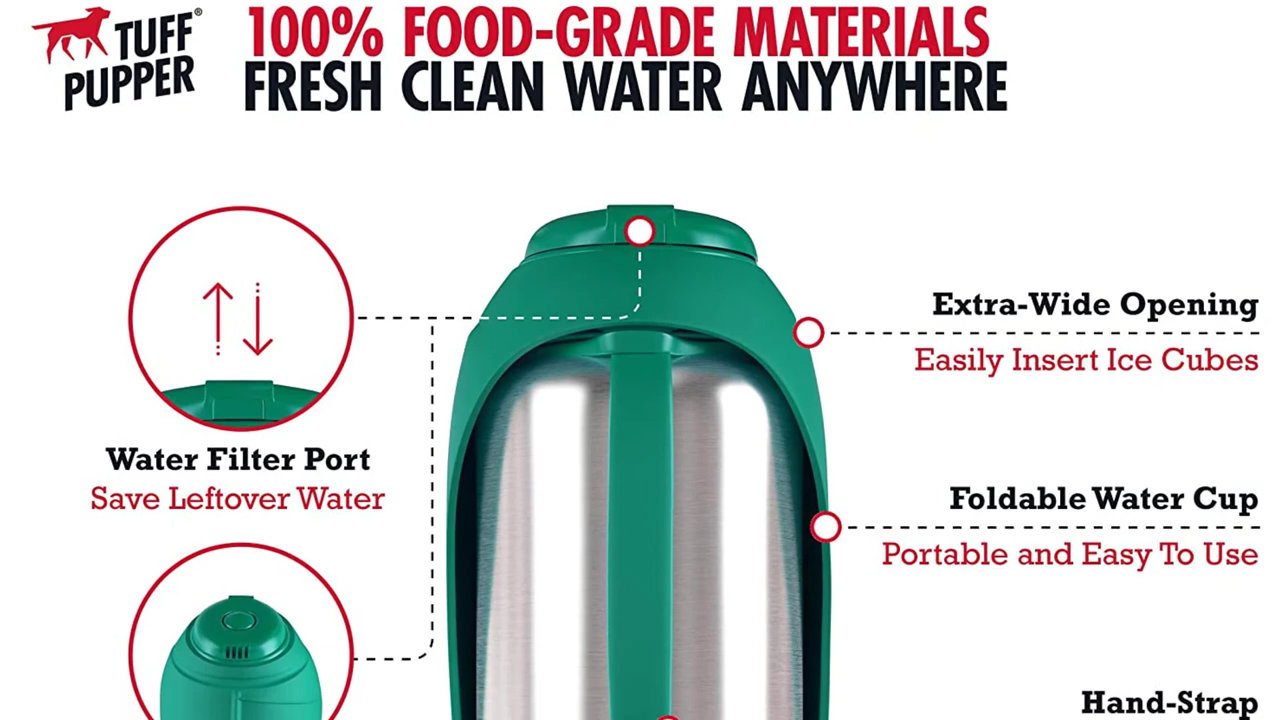 TUFF
PUPPER
100% FOOD-GRADE MATERIALS
FRESH CLEAN WATER ANYWHERE
Extra-Wide Opening
Easily Insert Ice Cubes
Water Filter Port
Save Leftover Water
Foldable Water Cup
Portable and Easy To Use
Hand-Strap